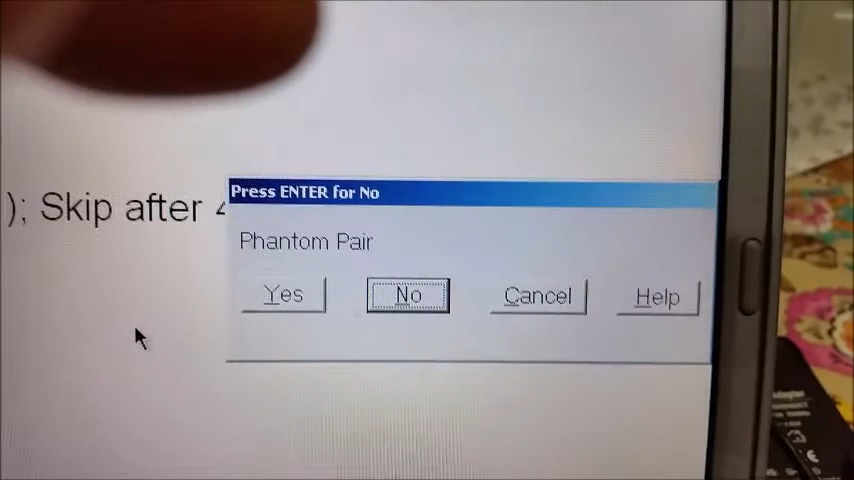 Press ENTER for No
); Skip after
Phantom Pair
Yes No Cancel Help